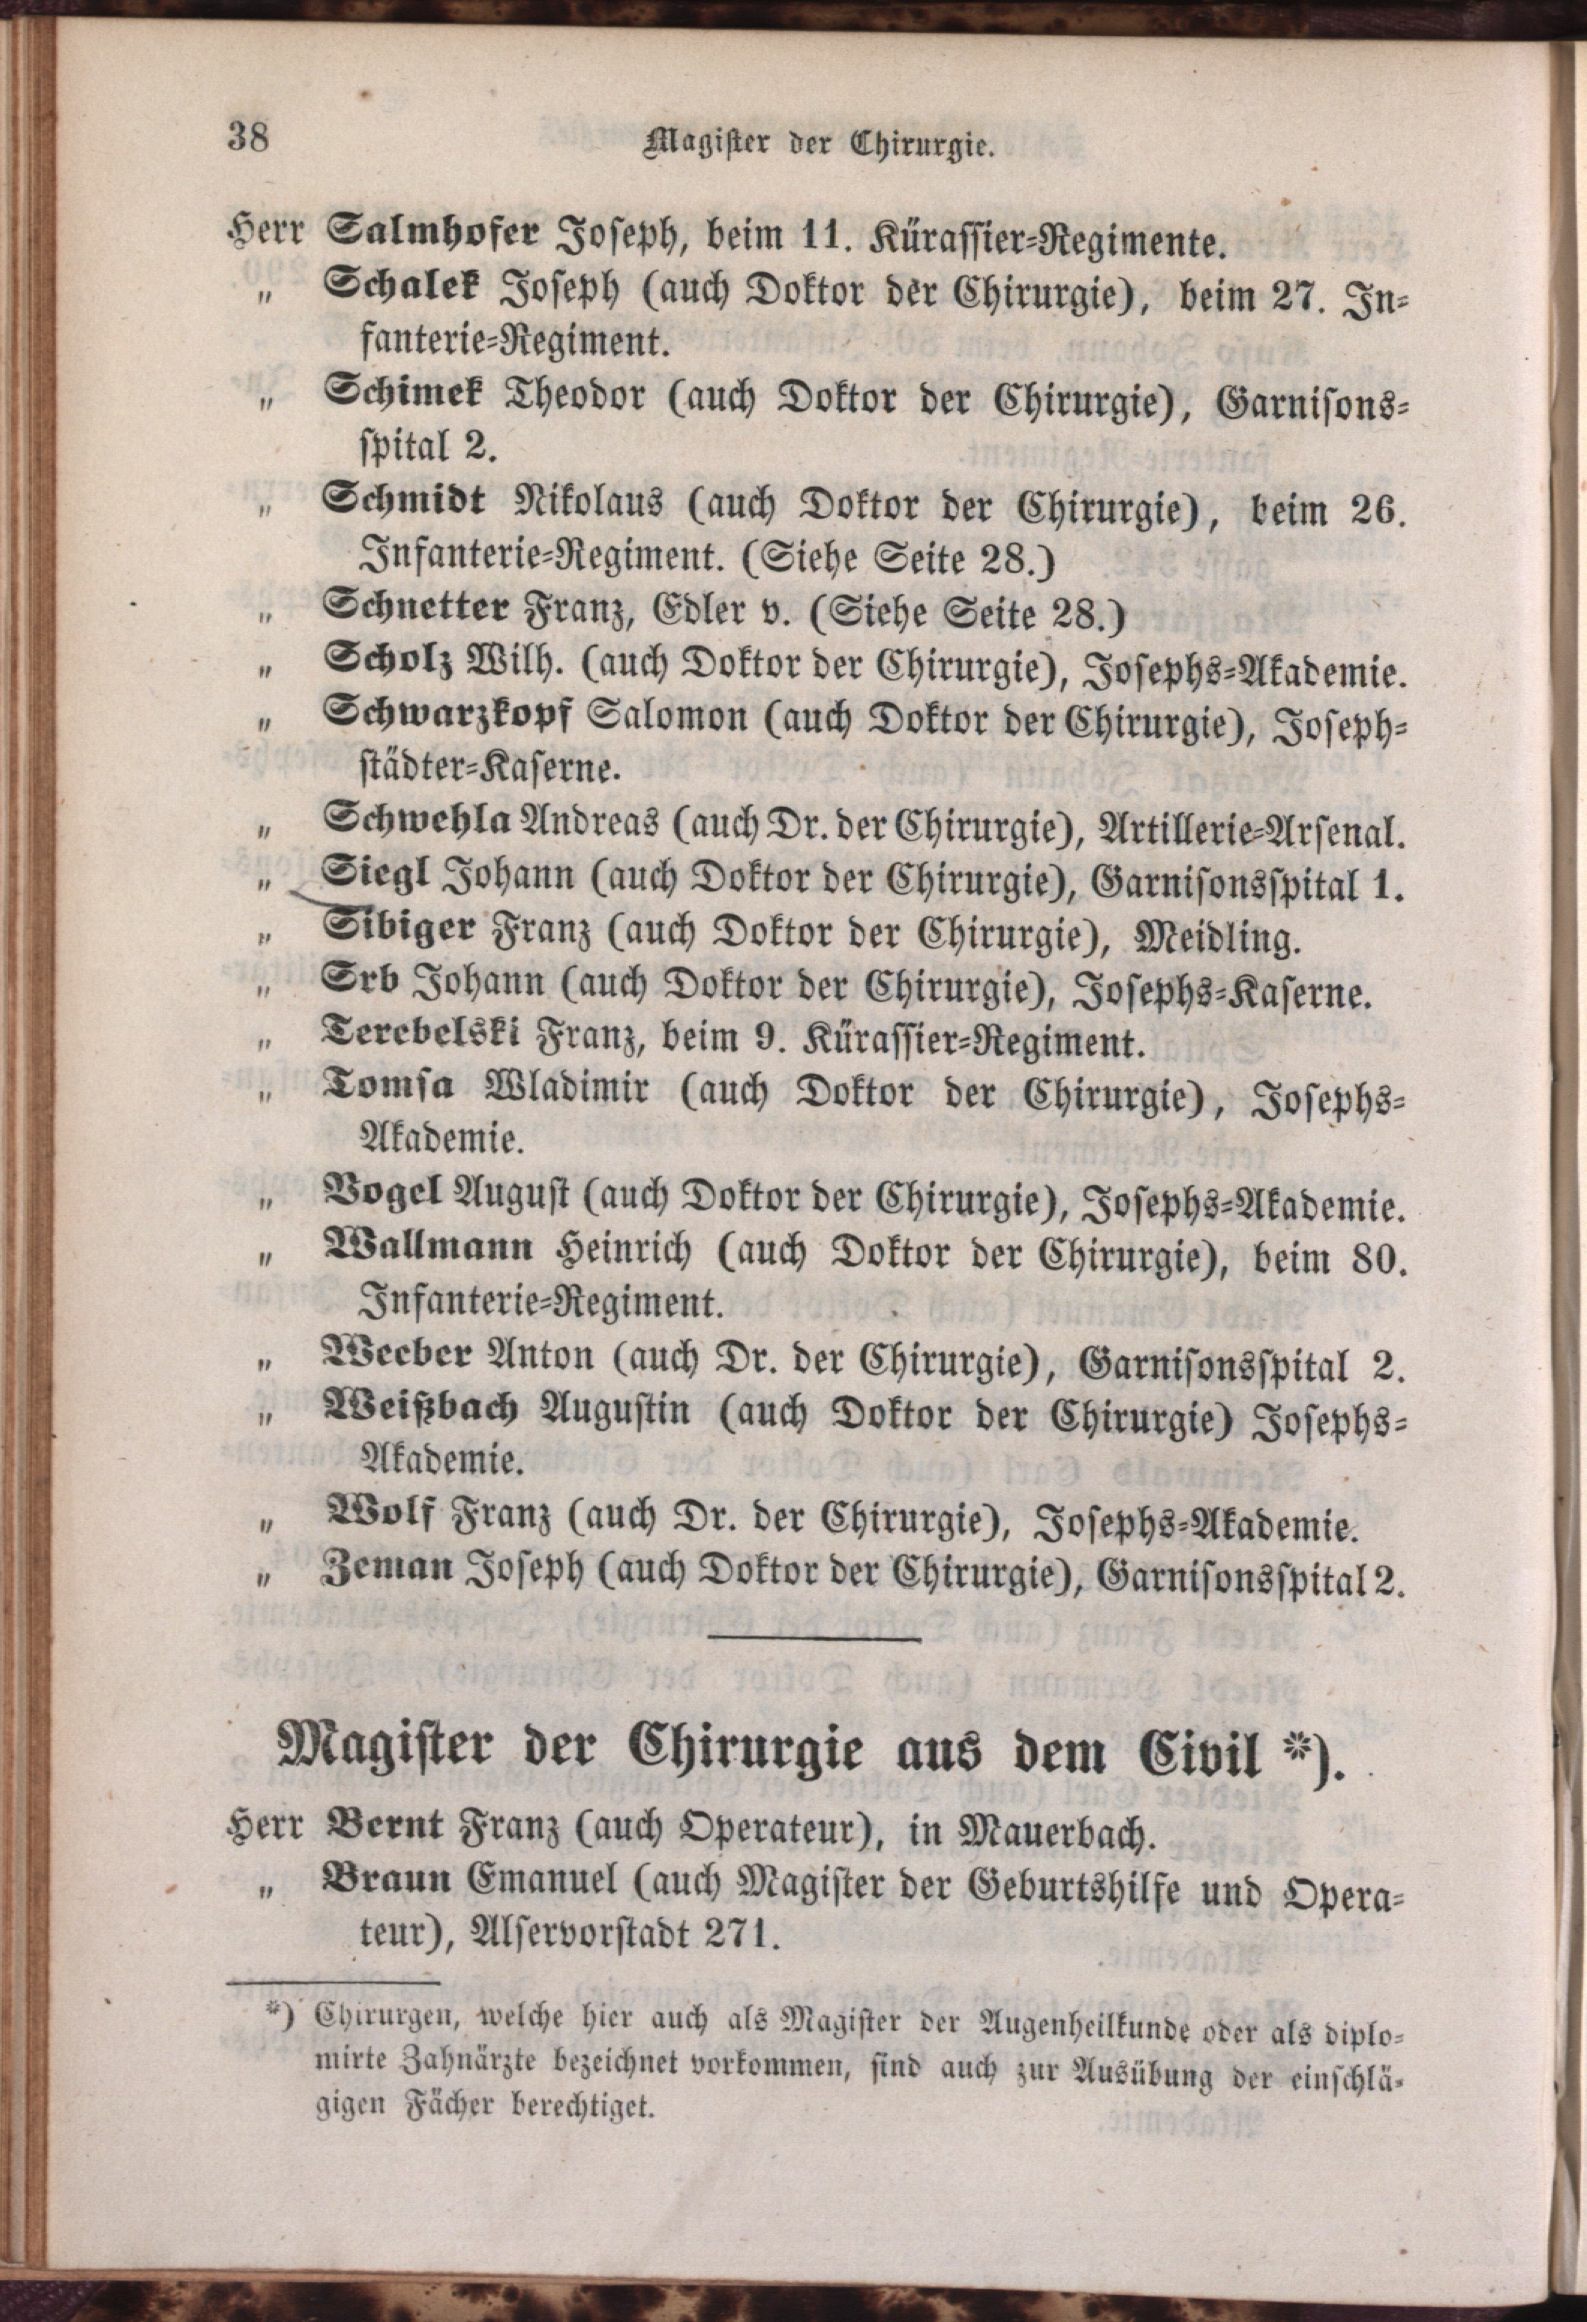 38
Magister der Chirurgie.
Herr Salmhofer Joseph, beim 11. Kürassier-Regimente.
„ Schalek Joseph (auch Doktor der Chirurgie), beim 27. In-
fanterie-Regiment.
„ Schimek Theodor (auch Doktor der Chirurgie), Garnisons-
spital 2.
„ Schmidt Nikolaus (auch Doktor der Chirurgie), beim 26.
Infanterie-Regiment. (Siehe Seite 28.)
„ Schnetter Franz, Edler v. (Siehe Seite 28.)
„ Scholz Wilh. (auch Doktor der Chirurgie), Josephs-Akademie.
„ Schwarzkopf Salomon (auch Doktor der Chirurgie), Joseph-
städter-Kaserne.
„ Schwehla Andreas (auch Dr. der Chirurgie), Artillerie-Arsenal.
„ Siegl Johann (auch Doktor der Chirurgie), Garnisonsspital 1.
„ Sibiger Franz (auch Doktor der Chirurgie), Meidling.
„ Srb Johann (auch Doktor der Chirurgie), Josephs-Kaserne.
„ Terebelski Franz, beim 9. Kürassier-Regiment.
„ Tomsa Wladimir (auch Doktor der Chirurgie), Josephs-
Akademie.
„ Vogel August (auch Doktor der Chirurgie), Josephs-Akademie.
„ Wallmann Heinrich (auch Doktor der Chirurgie), beim 80.
Infanterie-Regiment.
„ Weeber Anton (auch Dr. der Chirurgie), Garnisonsspital 2.
„ Weißbach Augustin (auch Doktor der Chirurgie) Josephs-
Akademie.
„ Wolf Franz (auch Dr. der Chirurgie), Josephs-Akademie.
„ Zeman Joseph (auch Doktor der Chirurgie), Garnisonsspital 2.
Magister der Chirurgie aus dem Civil *).
Herr Bernt Franz (auch Operateur), in Mauerbach.
„ Braun Emanuel (auch Magister der Geburtshilfe und Opera-
teur), Alservorstadt 271.
*) Chirurgen, welche hier auch als Magister der Augenheilkunde oder als diplo-
mirte Zahnärzte bezeichnet vorkommen, sind auch zur Ausübung der einschlä-
gigen Fächer berechtiget.